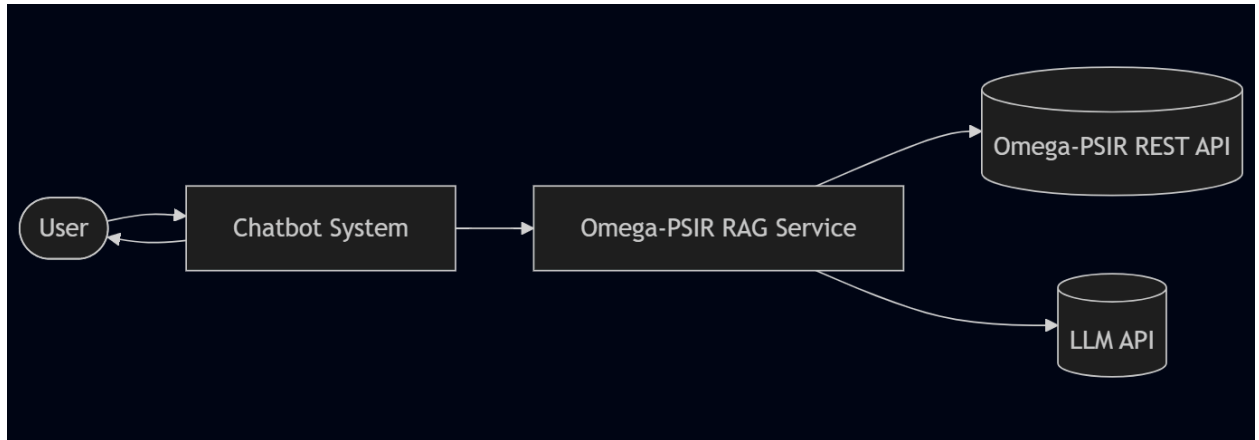 Omega-PSIR REST API
User
Chatbot System
Omega-PSIR RAG Service
LLM API